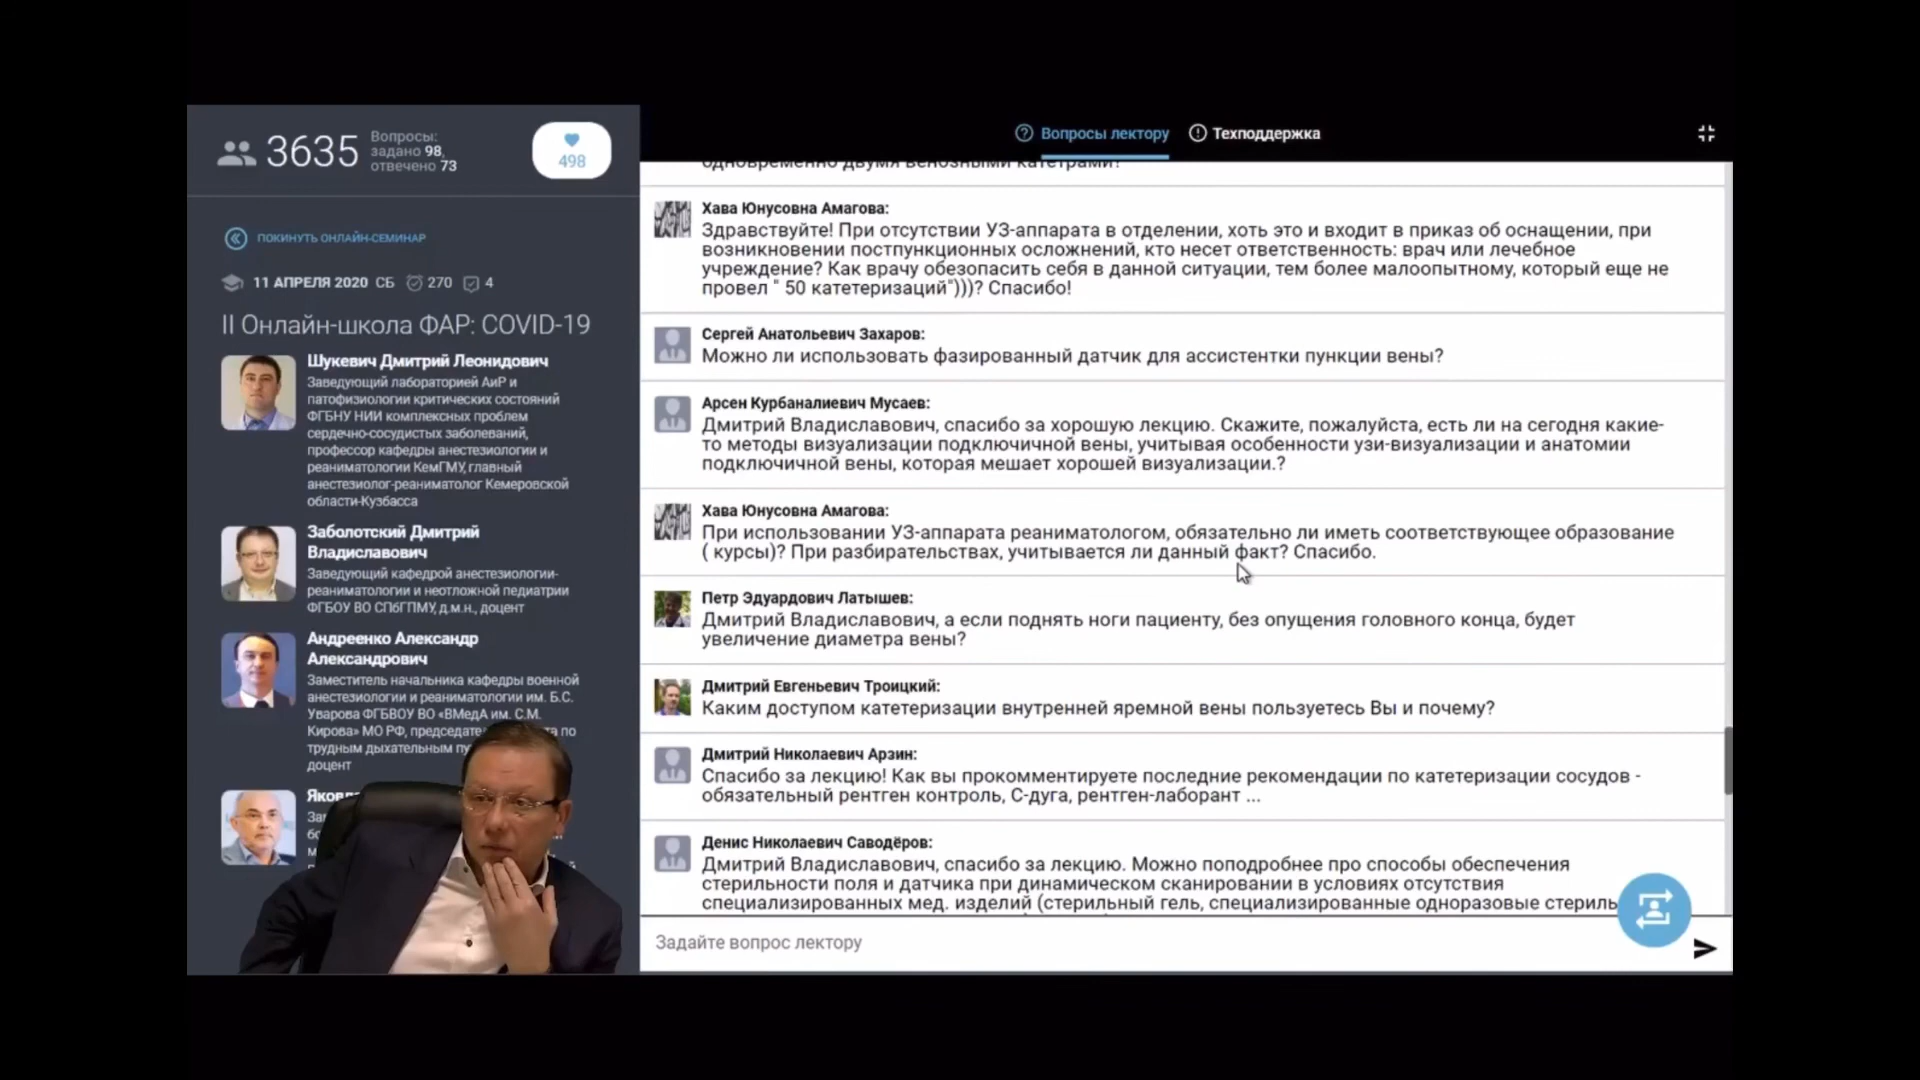 3635
Вопросы:
задано 98,
отвечено 73
498
ПОКИНУТЬ ОНЛАЙН-СЕМИНАР
11 АПРЕЛЯ 2020 СБ 270 4
II Онлайн-школа ФАР: COVID-19
Шукевич Дмитрий Леонидович
Заведующий лабораторией АиР и
патофизиологии критических состояний
ФГБНУ НИИ комплексных проблем
сердечно-сосудистых заболеваний,
профессор кафедры анестезиологии и
реаниматологии КемГМУ, главный
анестезиолог-реаниматолог Кемеровской
области-Кузбасса
Заболотский Дмитрий
Владиславович
Заведующий кафедрой анестезиологии-
реаниматологии и неотложной педиатрии
ФГБОУ ВО СПбГПМУ, д.м.н., доцент
Андреенко Александр
Александрович
Заместитель начальника кафедры военной
анестезиологии и реаниматологии им. Б.С.
Уварова ФГБВОУ ВО «ВМедА им. С.М.
Кирова» МО РФ, по
трудным
доцент
Вопросы лектору Техподдержка
одновременно двумя венозными катетрами?
Хава Юнусовна Амагова:
Здравствуйте! При отсутствии УЗ-аппарата в отделении, хоть это и входит в приказ об оснащении, при
возникновении постпункционных осложнений, кто несет ответственность: врач или лечебное
учреждение? Как врачу обезопасить себя в данной ситуации, тем более малоопытному, который еще не
провел " 50 катетеризаций")))? Спасибо!
Сергей Анатольевич Захаров:
Можно ли использовать фазированный датчик для ассистентки пункции вены?
Арсен Курбаналиевич Мусаев:
Дмитрий Владиславович, спасибо за хорошую лекцию. Скажите, пожалуйста, есть ли на сегодня какие-
то методы визуализации подключичной вены, учитывая особенности узи-визуализации и анатомии
подключичной вены, которая мешает хорошей визуализации.?
Хава Юнусовна Амагова:
При использовании УЗ-аппарата реаниматологом, обязательно ли иметь соответствующее образование
( курсы)? При разбирательствах, учитывается ли данный факт? Спасибо.
Петр Эдуардович Латышев:
Дмитрий Владиславович, а если поднять ноги пациенту, без опущения головного конца, будет
увеличение диаметра вены?
Дмитрий Евгеньевич Троицкий:
Каким доступом катетеризации внутренней яремной вены пользуетесь Вы и почему?
Дмитрий Николаевич Арзин:
Спасибо за лекцию! Как вы прокомментируете последние рекомендации по катетеризации сосудов -
обязательный рентген контроль, С-дуга, рентген-лаборант ...
Денис Николаевич Саводёров:
Дмитрий Владиславович, спасибо за лекцию. Можно поподробнее про способы обеспечения
стерильности поля и датчика при динамическом сканировании в условиях отсутствия
специализированных мед. изделий (стерильный гель, специализированные одноразовые
Задайте вопрос лектору